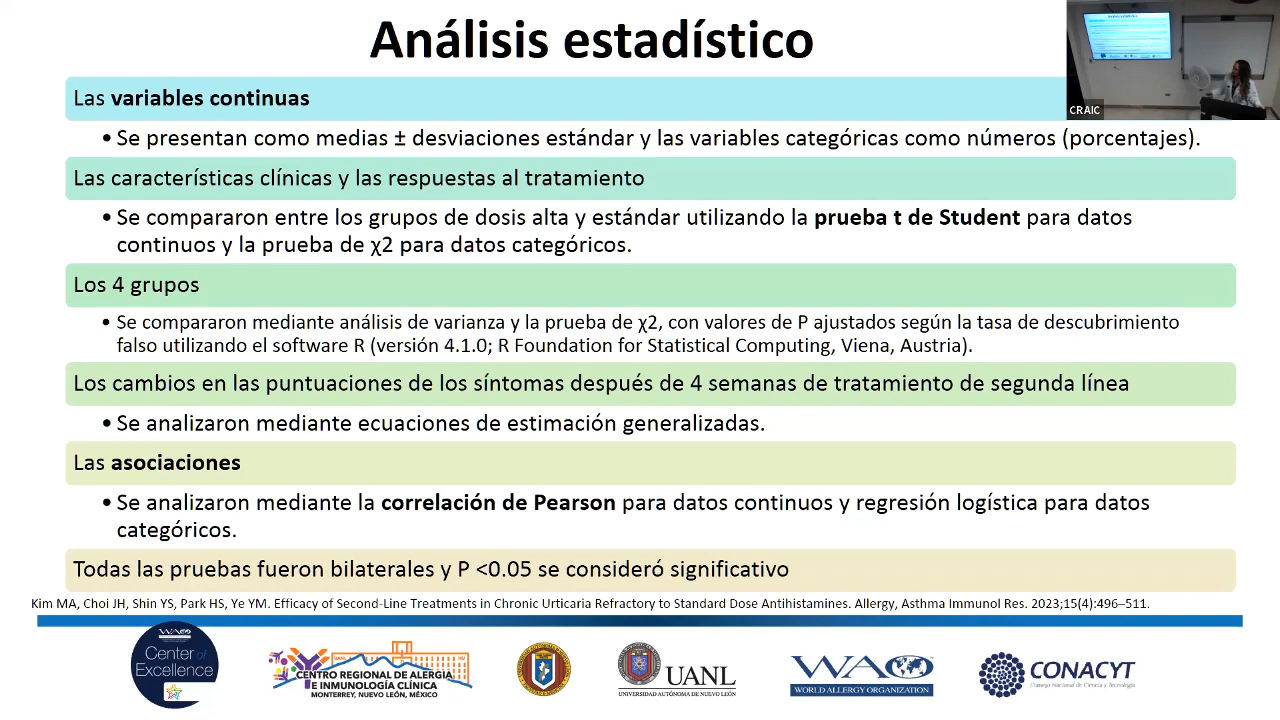 Análisis estadístico
CRAIC
Las variables continuas
• Se presentan como medias ± desviaciones estándar y las variables categóricas como números (porcentajes).
Las características clínicas y las respuestas al tratamiento
• Se compararon entre los grupos de dosis alta y estándar utilizando la prueba t de Student para datos
continuos y la prueba de χ2 para datos categóricos.
Los 4 grupos
• Se compararon mediante análisis de varianza y la prueba de χ2, con valores de P ajustados según la tasa de descubrimiento
falso utilizando el software R (versión 4.1.0; R Foundation for Statistical Computing, Viena, Austria).
Los cambios en las puntuaciones de los síntomas después de 4 semanas de tratamiento de segunda línea
• Se analizaron mediante ecuaciones de estimación generalizadas.
Las asociaciones
• Se analizaron mediante la correlación de Pearson para datos continuos y regresión logística para datos
categóricos.
Todas las pruebas fueron bilaterales y P <0.05 se consideró significativo
Kim MA, Choi JH, Shin YS, Park HS, Ye YM. Efficacy of Second-Line Treatments in Chronic Urticaria Refractory to Standard Dose Antihistamines. Allergy, Asthma Immunol Res. 2023;15(4):496–511.
WAO
Center of
Excellence
CENTRO REGIONAL DE ALERGIA
E INMUNOLOGÍA CLÍNICA
MONTERREY, NUEVO LEÓN, MÉXICO
UANL
UNIVERSIDAD AUTÓNOMA DE NUEVO LEÓN
WAO
WORLD ALLERGY ORGANIZATION
CONACYT
Consejo Nacional de Ciencia y Tecnología